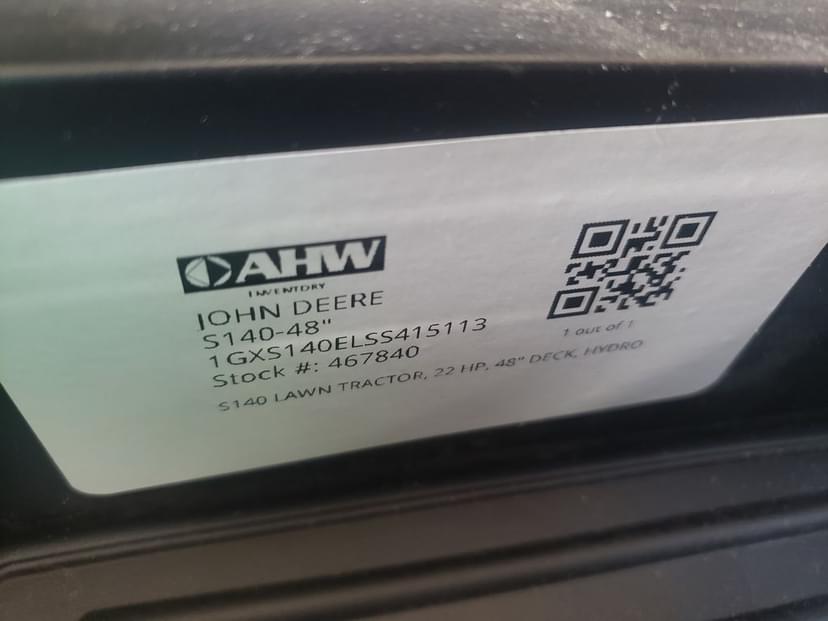 AHW
INVENTORY
JOHN DEERE
S140-48"
1GXS140ELSS415113
Stock #: 467840
S140 LAWN TRACTOR, 22 HP, 48" DECK, HYDRO
1 out of 1